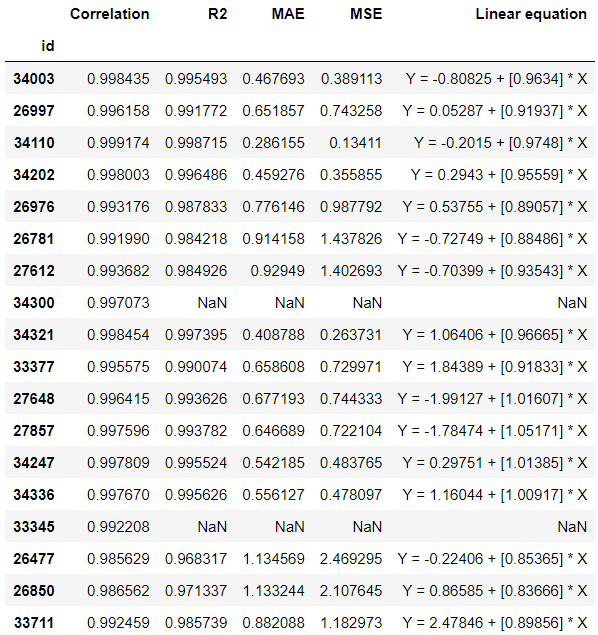 Correlation R2 MAE MSE Linear equation
id
34003 0.998435 0.995493 0.467693 0.389113 Y = -0.80825 + [0.9634] * X
26997 0.996158 0.991772 0.651857 0.743258 Y = 0.05287 + [0.91937] * X
34110 0.999174 0.998715 0.286155 0.13411 Y = -0.2015 + [0.9748] * X
34202 0.998003 0.996486 0.459276 0.355855 Y = 0.2943 + [0.95559] * X
26976 0.993176 0.987833 0.776146 0.987792 Y = 0.53755 + [0.89057] * X
26781 0.991990 0.984218 0.914158 1.437826 Y = -0.72749 + [0.88486] * X
27612 0.993682 0.984926 0.92949 1.402693 Y = -0.70399 + [0.93543] * X
34300 0.997073 NaN NaN NaN NaN
34321 0.998454 0.997395 0.408788 0.263731 Y = 1.06406 + [0.96665] * X
33377 0.995575 0.990074 0.658608 0.729971 Y = 1.84389 + [0.91833] * X
27648 0.996415 0.993626 0.677193 0.744333 Y = -1.99127 + [1.01607] * X
27857 0.997596 0.993782 0.646689 0.722104 Y = -1.78474 + [1.05171] * X
34247 0.997809 0.995524 0.542185 0.483765 Y = 0.29751 + [1.01385] * X
34336 0.997670 0.995626 0.556127 0.478097 Y = 1.16044 + [1.00917] * X
33345 0.992208 NaN NaN NaN NaN
26477 0.985629 0.968317 1.134569 2.469295 Y = -0.22406 + [0.85365] * X
26850 0.986562 0.971337 1.133244 2.107645 Y = 0.86585 + [0.83666] * X
33711 0.992459 0.985739 0.882088 1.182973 Y = 2.47846 + [0.89856] * X